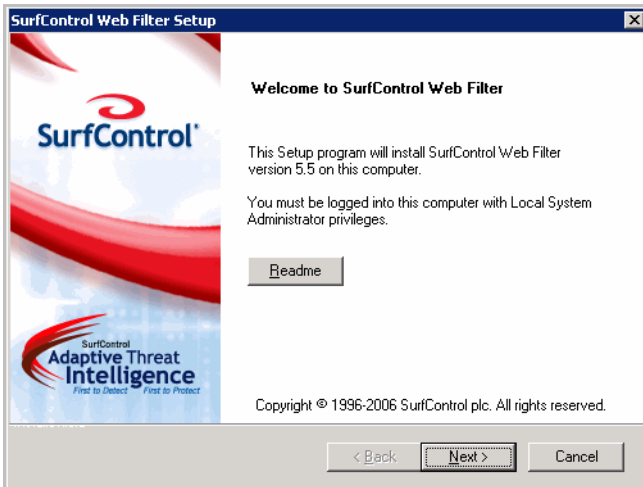 SurfControl Web Filter Setup
Welcome to SurfControl Web Filter
SurfControl
This Setup program will install SurfControl Web Filter
version 5.5 on this computer.
You must be logged into this computer with Local System
Administrator privileges.
Readme
SurfControl
Adaptive Threat
Intelligence
First to Detect First to Protect
Copyright © 1996-2006 SurfControl plc. All rights reserved.
< Back
Next >
Cancel